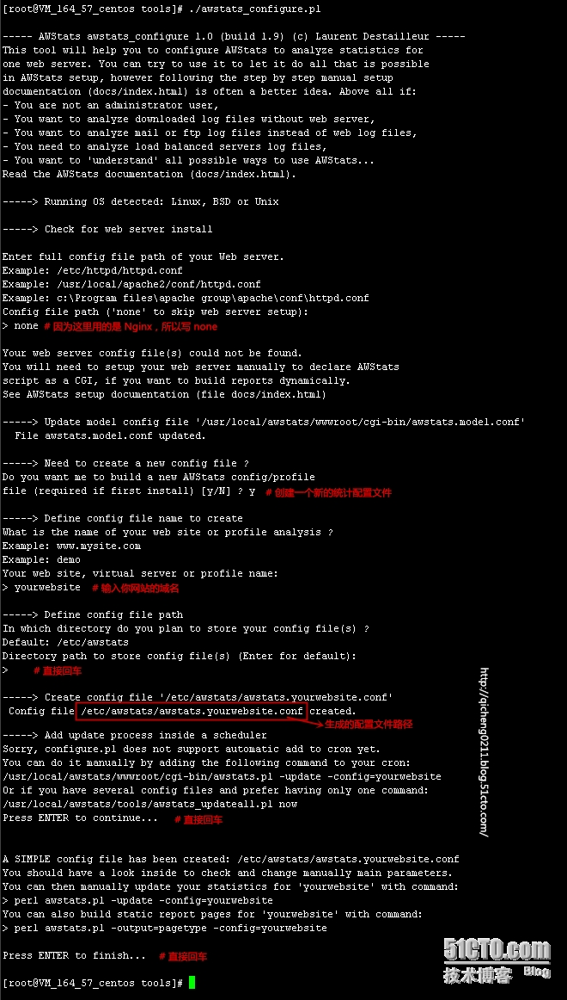 [root@VM_164_57_centos tools]# ./awstats_configure.pl
----- AWStats awstats_configure 1.0 (build 1.9) (c) Laurent Destailleur -----
This tool will help you to configure AWStats to analyze statistics for
one web server. You can try to use it to let it do all that is possible
in AWStats setup, however following the step by step manual setup
documentation (docs/index.html) is often a better idea. Above all if:
- You are not an administrator user,
- You want to analyze downloaded log files without web server,
- You want to analyze mail or ftp log files instead of web log files,
- You need to analyze load balanced servers log files,
- You want to 'understand' all possible ways to use AWStats...
Read the AWStats documentation (docs/index.html).
-----> Running OS detected: Linux, BSD or Unix
-----> Check for web server install
Enter full config file path of your Web server.
Example: /etc/httpd/httpd.conf
Example: /usr/local/apache2/conf/httpd.conf
Example: c:\Program files\apache group\apache\conf\httpd.conf
Config file path ('none' to skip web server setup):
> none # 因为这里用的是 Nginx，所以写 none
Your web server config file(s) could not be found.
You will need to setup your web server manually to declare AWStats
script as a CGI, if you want to build reports dynamically.
See AWStats setup documentation (file docs/index.html)
-----> Update model config file '/usr/local/awstats/wwwroot/cgi-bin/awstats.model.conf'
File awstats.model.conf updated.
-----> Need to create a new config file ?
Do you want me to build a new AWStats config/profile
file (required if first install) [y/N] ? y # 创建一个新的统计配置文件
-----> Define config file name to create
What is the name of your web site or profile analysis ?
Example: www.mysite.com
Example: demo
Your web site, virtual server or profile name:
> yourwebsite # 输入你网站的域名
-----> Define config file path
In which directory do you plan to store your config file(s) ?
Default: /etc/awstats
Directory path to store config file(s) (Enter for default):
> # 直接回车
-----> Create config file '/etc/awstats/awstats.yourwebsite.conf'
Config file /etc/awstats/awstats.yourwebsite.conf created.
生成的配置文件路径
-----> Add update process inside a scheduler
Sorry, configure.pl does not support automatic add to cron yet.
You can do it manually by adding the following command to your cron:
/usr/local/awstats/wwwroot/cgi-bin/awstats.pl -update -config=yourwebsite
Or if you have several config files and prefer having only one command:
/usr/local/awstats/tools/awstats_updateall.pl now
Press ENTER to continue... # 直接回车
A SIMPLE config file has been created: /etc/awstats/awstats.yourwebsite.conf
You should have a look inside to check and change manually main parameters.
You can then manually update your statistics for 'yourwebsite' with command:
> perl awstats.pl -update -config=yourwebsite
You can also build static report pages for 'yourwebsite' with command:
> perl awstats.pl -output=pagetype -config=yourwebsite
Press ENTER to finish... # 直接回车
[root@VM_164_57_centos tools]#
http://qicheng0211.blog.51cto.com/
51CTO.com
技术博客 Blog